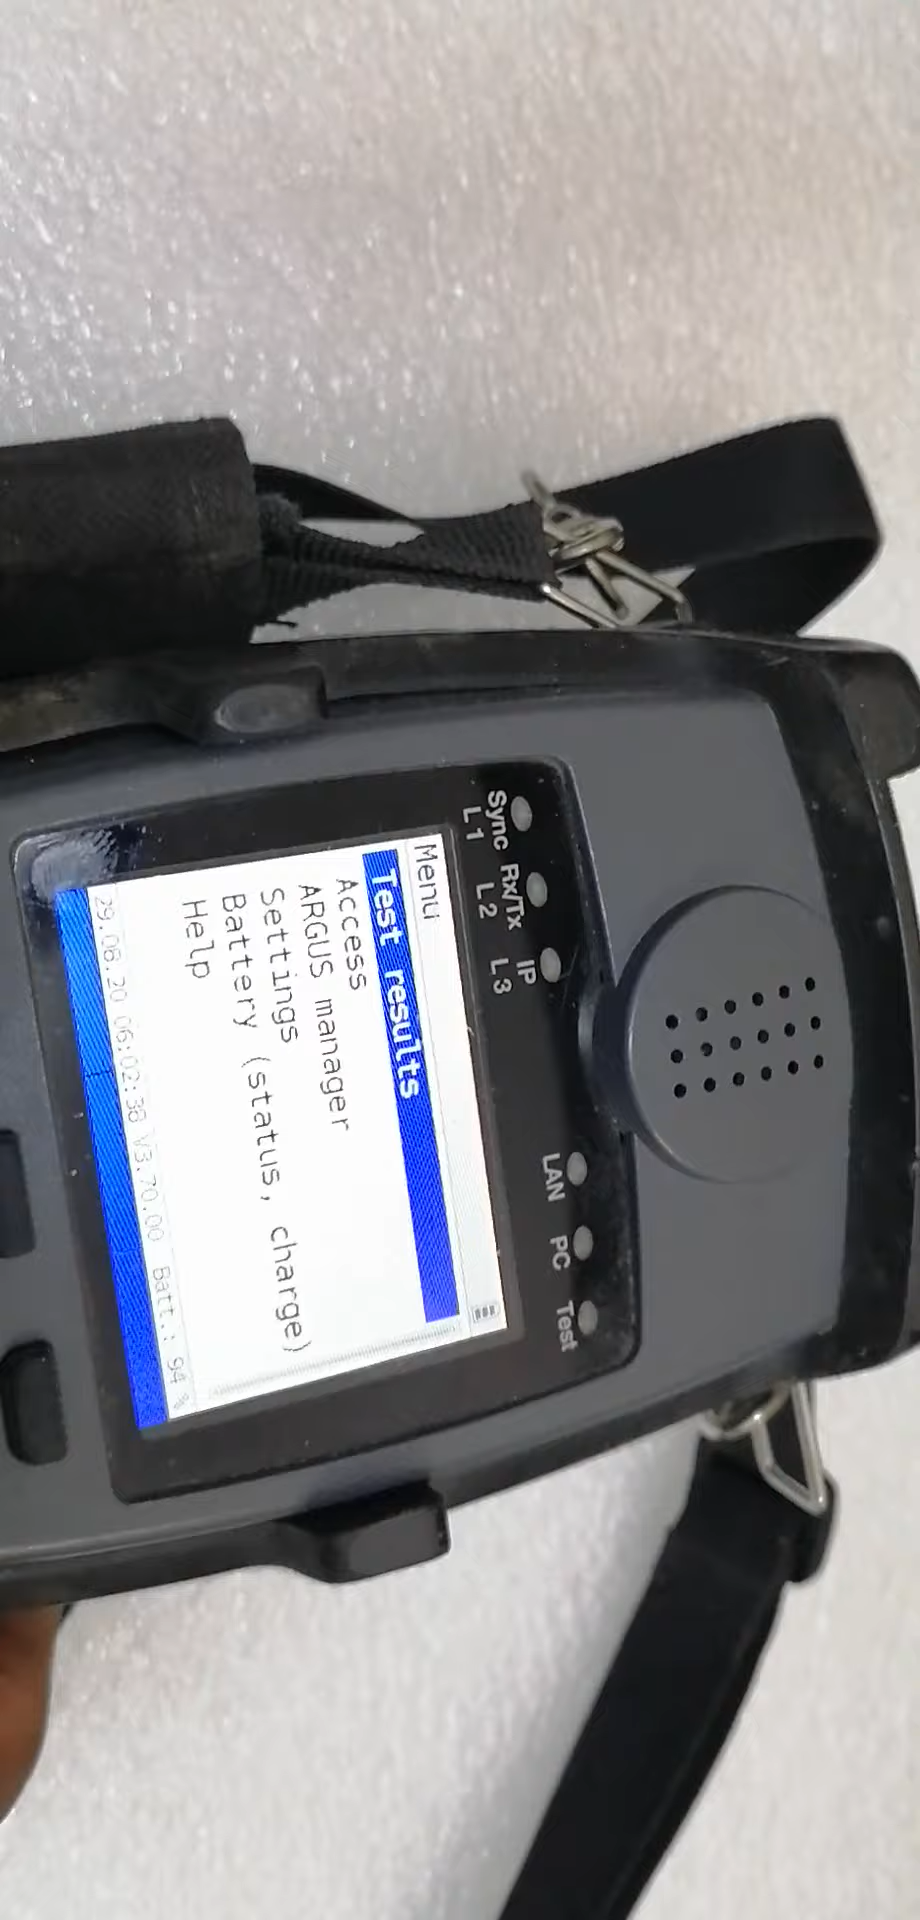 Sync Rx/Tx IP LAN PC Test
L1 L2 L3
Menu
Test results
Access
ARGUS manager
Settings
Battery (status, charge)
Help
29.08.20 06:02:38 V3.70.00 Batt.: 94 %